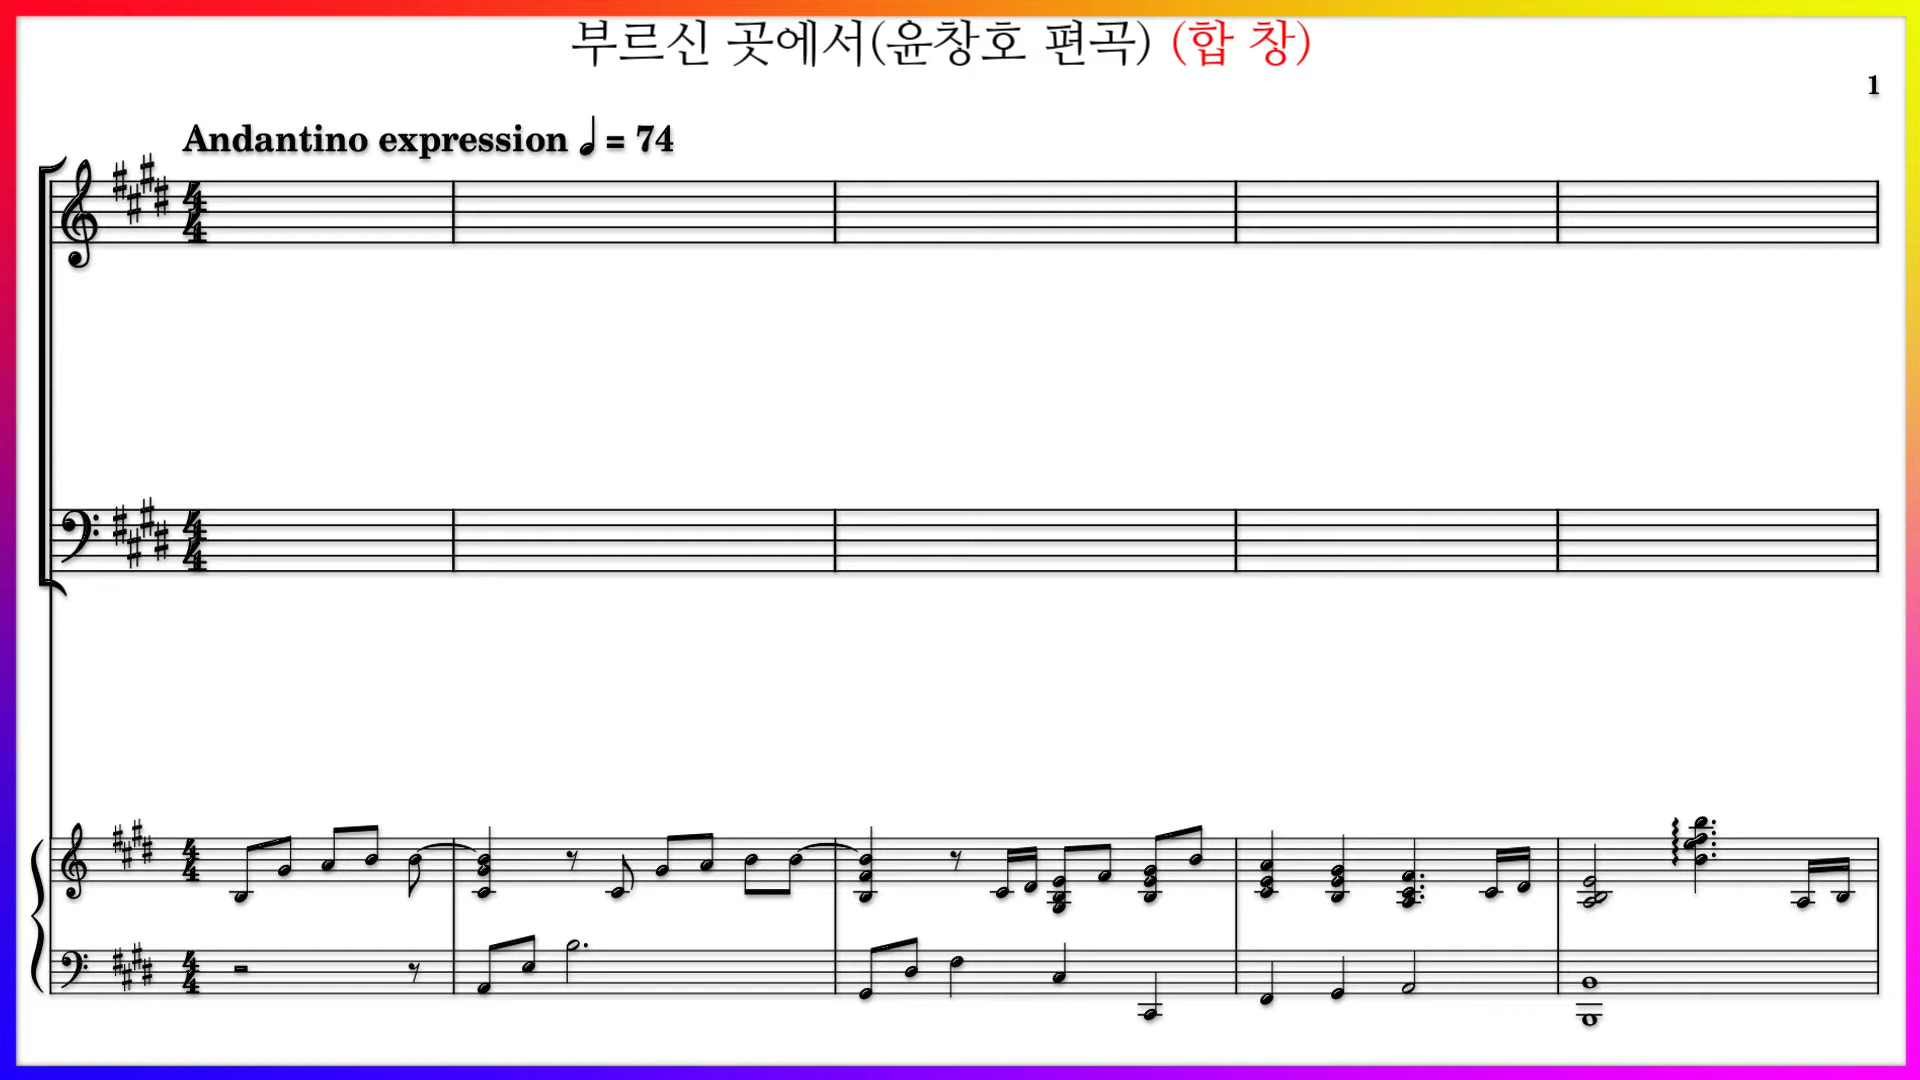 부르신 곳에서(윤창호 편곡) (합 창)
1
Andantino expression ♩= 74